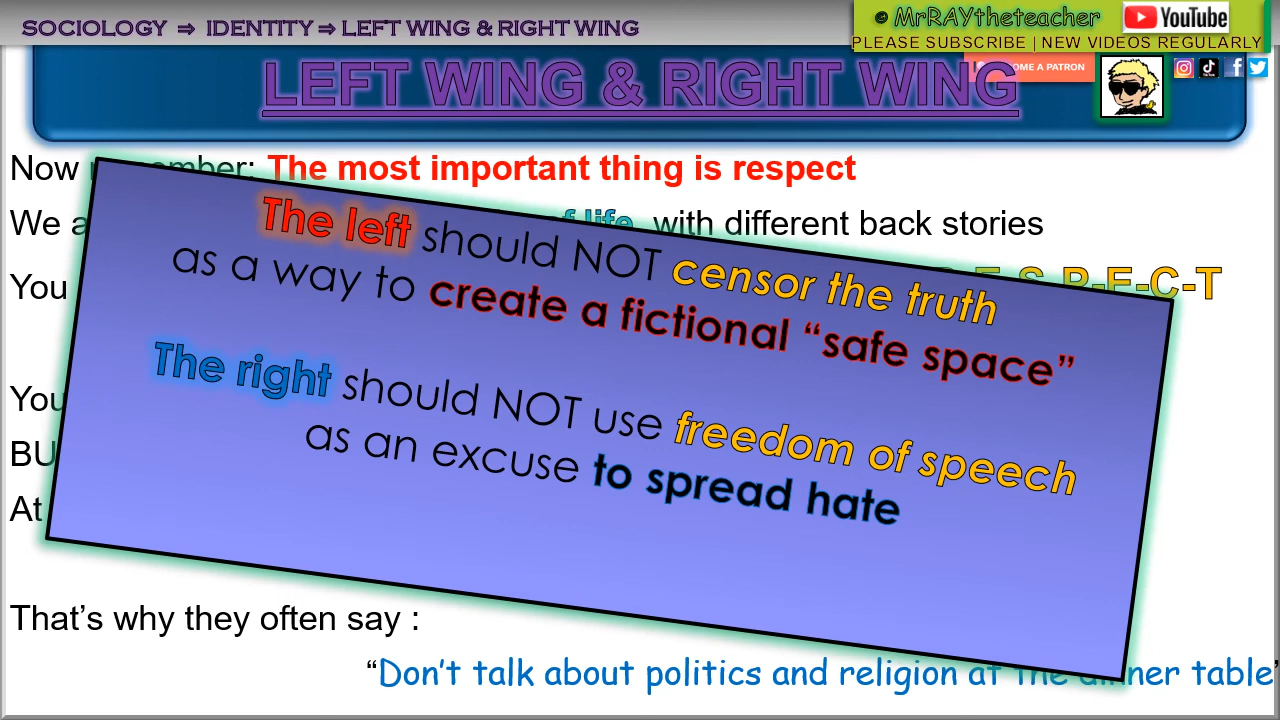 SOCIOLOGY ⇒ IDENTITY ⇒ LEFT WING & RIGHT WING
© MrRAYtheteacher YouTube
PLEASE SUBSCRIBE | NEW VIDEOS REGULARLY
LEFT WING & RIGHT WING
OME A PATRON
Now remember: The most important thing is respect
We a of life, with different back stories
You R-E-S-P-E-C-T
The left should NOT censor the truth
as a way to create a fictional “safe space”
The right should NOT use freedom of speech
as an excuse to spread hate
You
BU
At
That’s why they often say :
“Don’t talk about politics and religion at the dinner table”